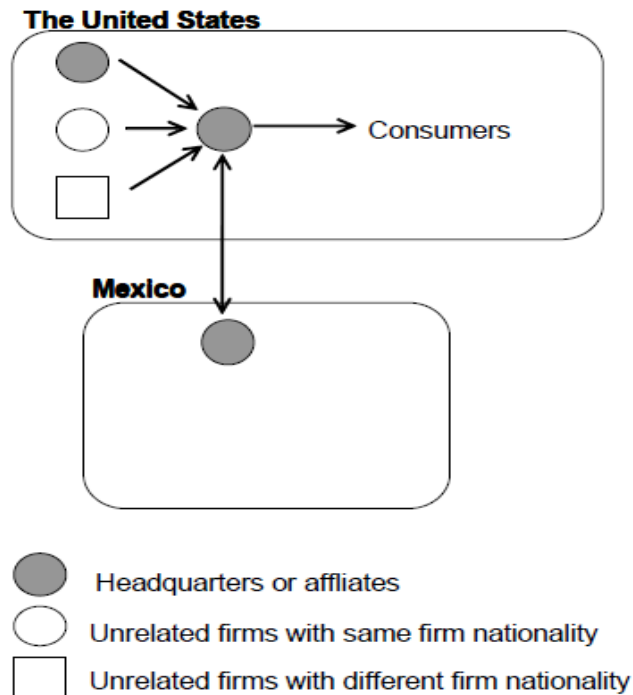 The United States
Consumers
Mexico
Headquarters or affliates
Unrelated firms with same firm nationality
Unrelated firms with different firm nationality